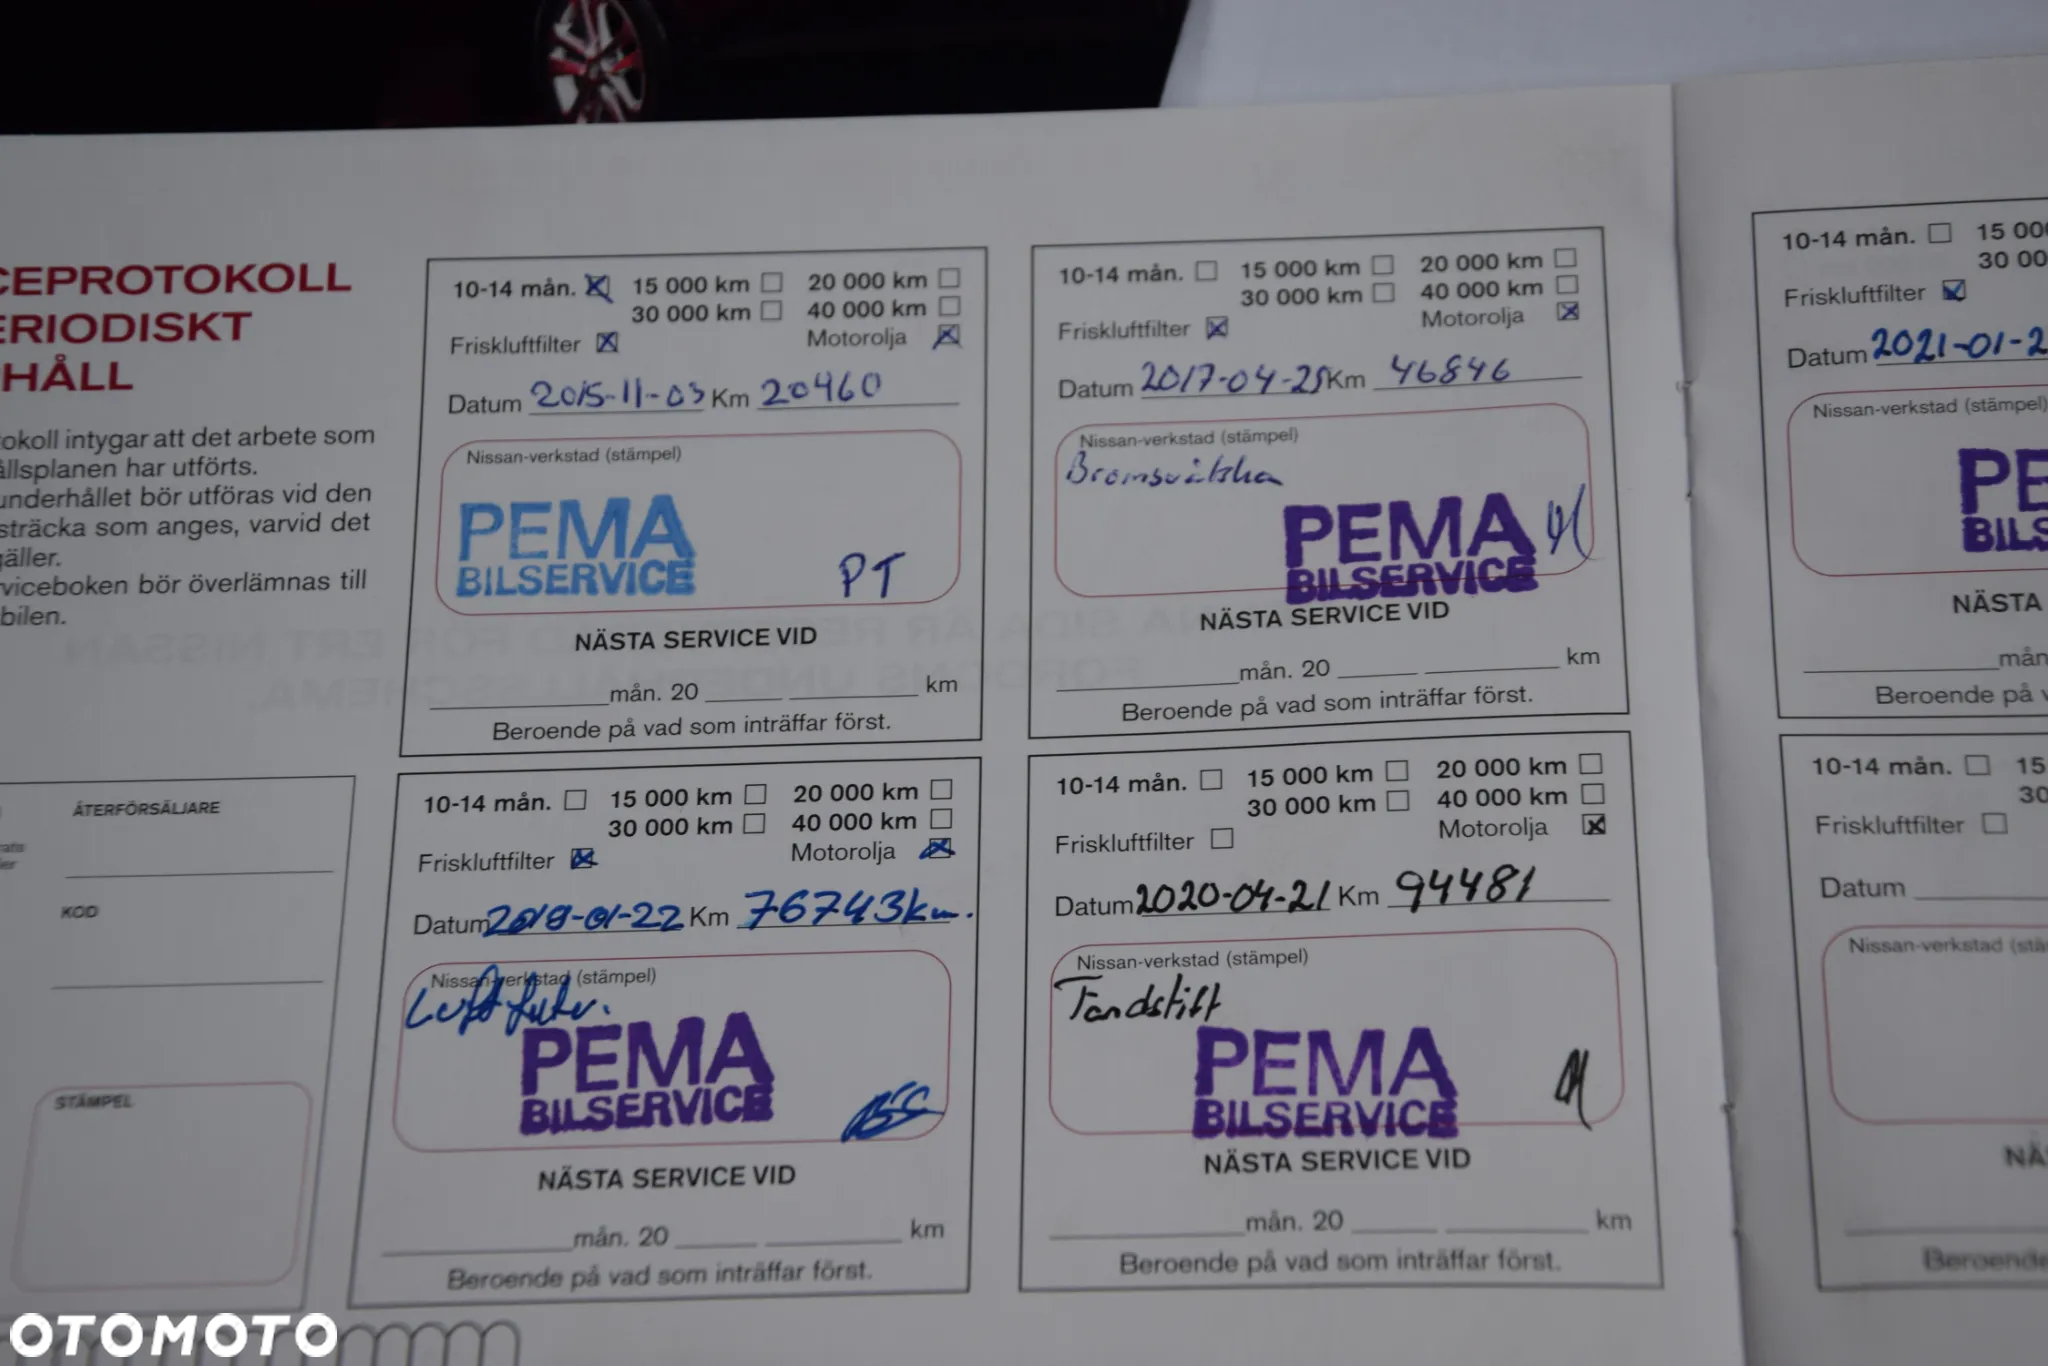 CEPROTOKOLL
ERIODISKT
HÅLL
okoll intygar att det arbete som
ållsplanen har utförts.
underhållet bör utföras vid den
sträcka som anges, varvid det
gäller.
rviceboken bör överlämnas till
bilen.
10-14 mån. 15 000 km 20 000 km
30 000 km 40 000 km
Friskluftfilter Motorolja
Datum 2015-11-03 Km 20460
Nissan-verkstad (stämpel)
PEMA
BILSERVICE
PT
NÄSTA SERVICE VID
mån. 20 km
Beroende på vad som inträffar först.
10-14 mån. 15 000 km 20 000 km
30 000 km 40 000 km
Friskluftfilter Motorolja
Datum 2017-04-25 Km 46846
Nissan-verkstad (stämpel)
Bromsvätska
PEMA
BILSERVICE
NÄSTA SERVICE VID
mån. 20 km
Beroende på vad som inträffar först.
10-14 mån. 15 00
30 00
Friskluftfilter
Datum 2021-01-2
Nissan-verkstad (stämpel)
PE
BILS
NÄSTA
mån
Beroende på v
ÅTERFÖRSÄLJARE
KOD
STÄMPEL
10-14 mån. 15 000 km 20 000 km
30 000 km 40 000 km
Friskluftfilter Motorolja
Datum 2018-01-22 Km 76743km.
Nissan-verkstad (stämpel)
Luftfilter.
PEMA
BILSERVICE
NÄSTA SERVICE VID
mån. 20 km
Beroende på vad som inträffar först.
10-14 mån. 15 000 km 20 000 km
30 000 km 40 000 km
Friskluftfilter Motorolja
Datum 2020-04-21 Km 94481
Nissan-verkstad (stämpel)
Tändstift
PEMA
BILSERVICE
NÄSTA SERVICE VID
mån. 20 km
Beroende på vad som inträffar först.
10-14 mån. 15
30
Friskluftfilter
Datum
Nissan-verkstad (stä
NÄ
Beroende
OTOMOTO